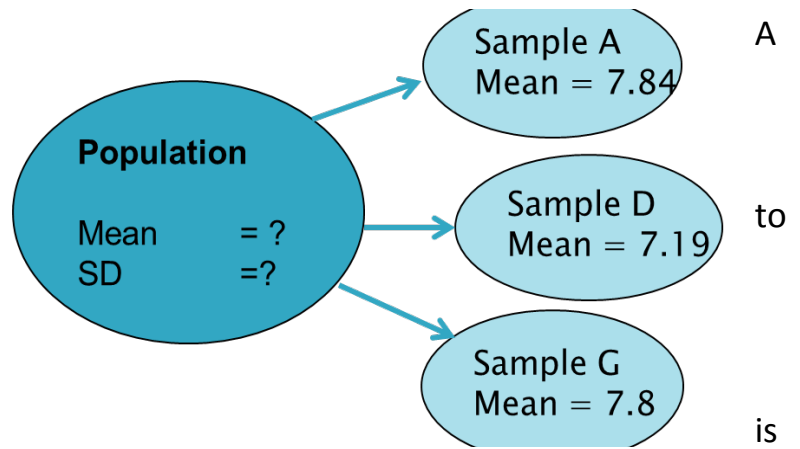 Population
Mean = ?
SD =?
Sample A
Mean = 7.84
Sample D
Mean = 7.19
Sample G
Mean = 7.8
A
to
is